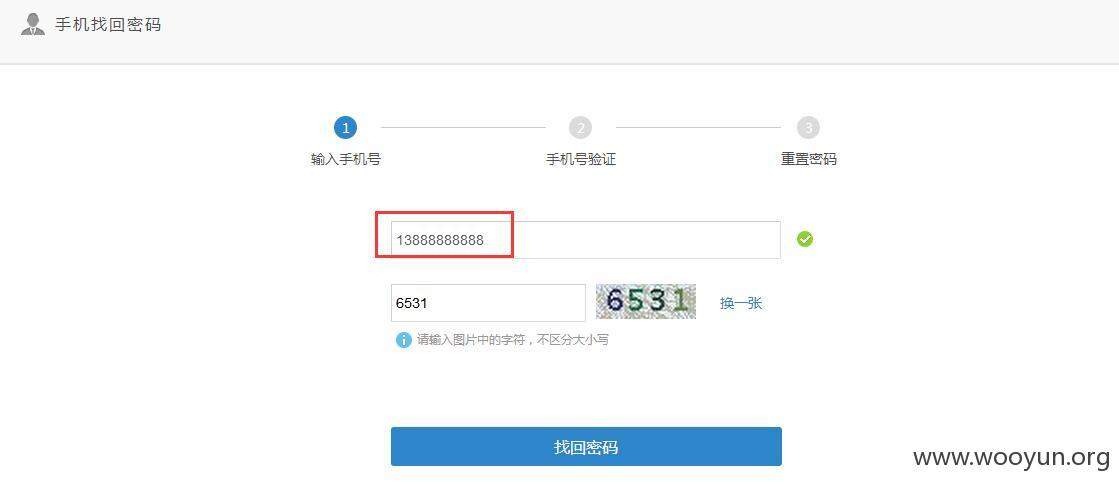 手机找回密码
1
2
3
输入手机号
手机号验证
重置密码
13888888888
6531
6531
换一张
请输入图片中的字符，不区分大小写
找回密码
www.wooyun.org